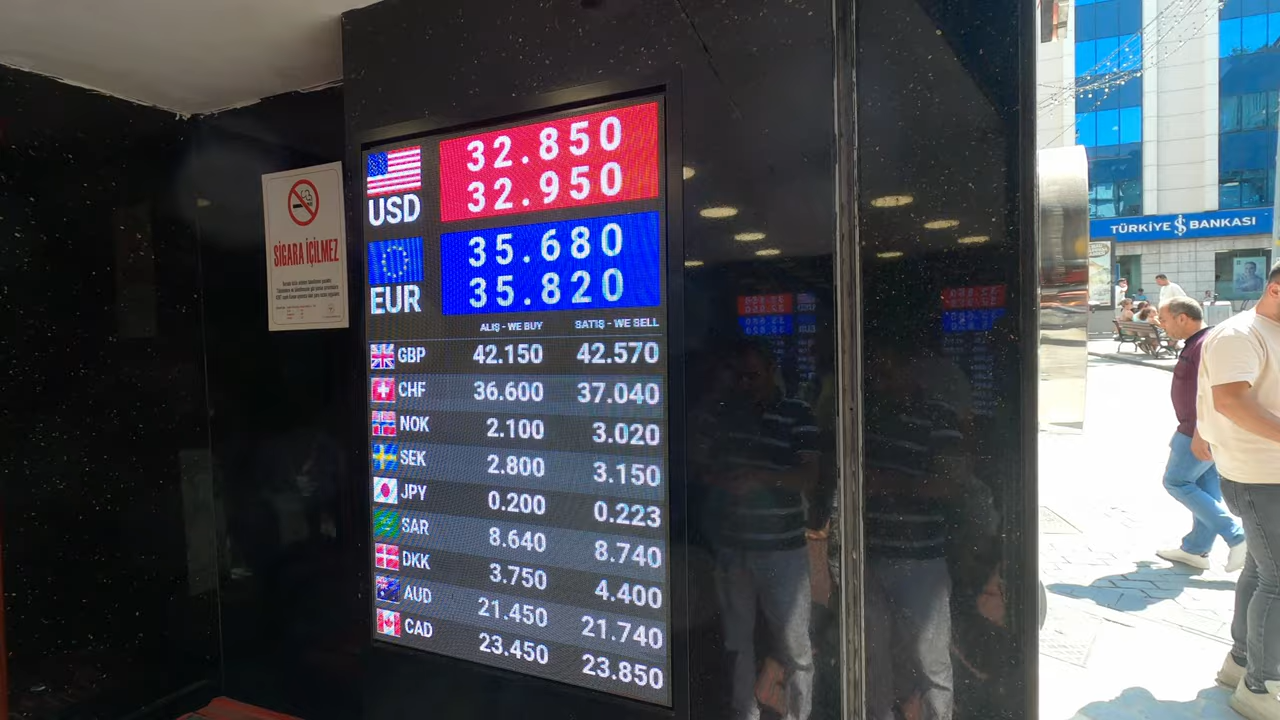 32.850
32.950
USD
35.680
35.820
EUR
ALIŞ - WE BUY SATIŞ - WE SELL
GBP 42.150 42.570
CHF 36.600 37.040
NOK 2.100 3.020
SEK 2.800 3.150
JPY 0.200 0.223
SAR 8.640 8.740
DKK 3.750 4.400
AUD 21.450 21.740
CAD 23.450 23.850
SİGARA İÇİLMEZ
TÜRKİYE İŞ BANKASI